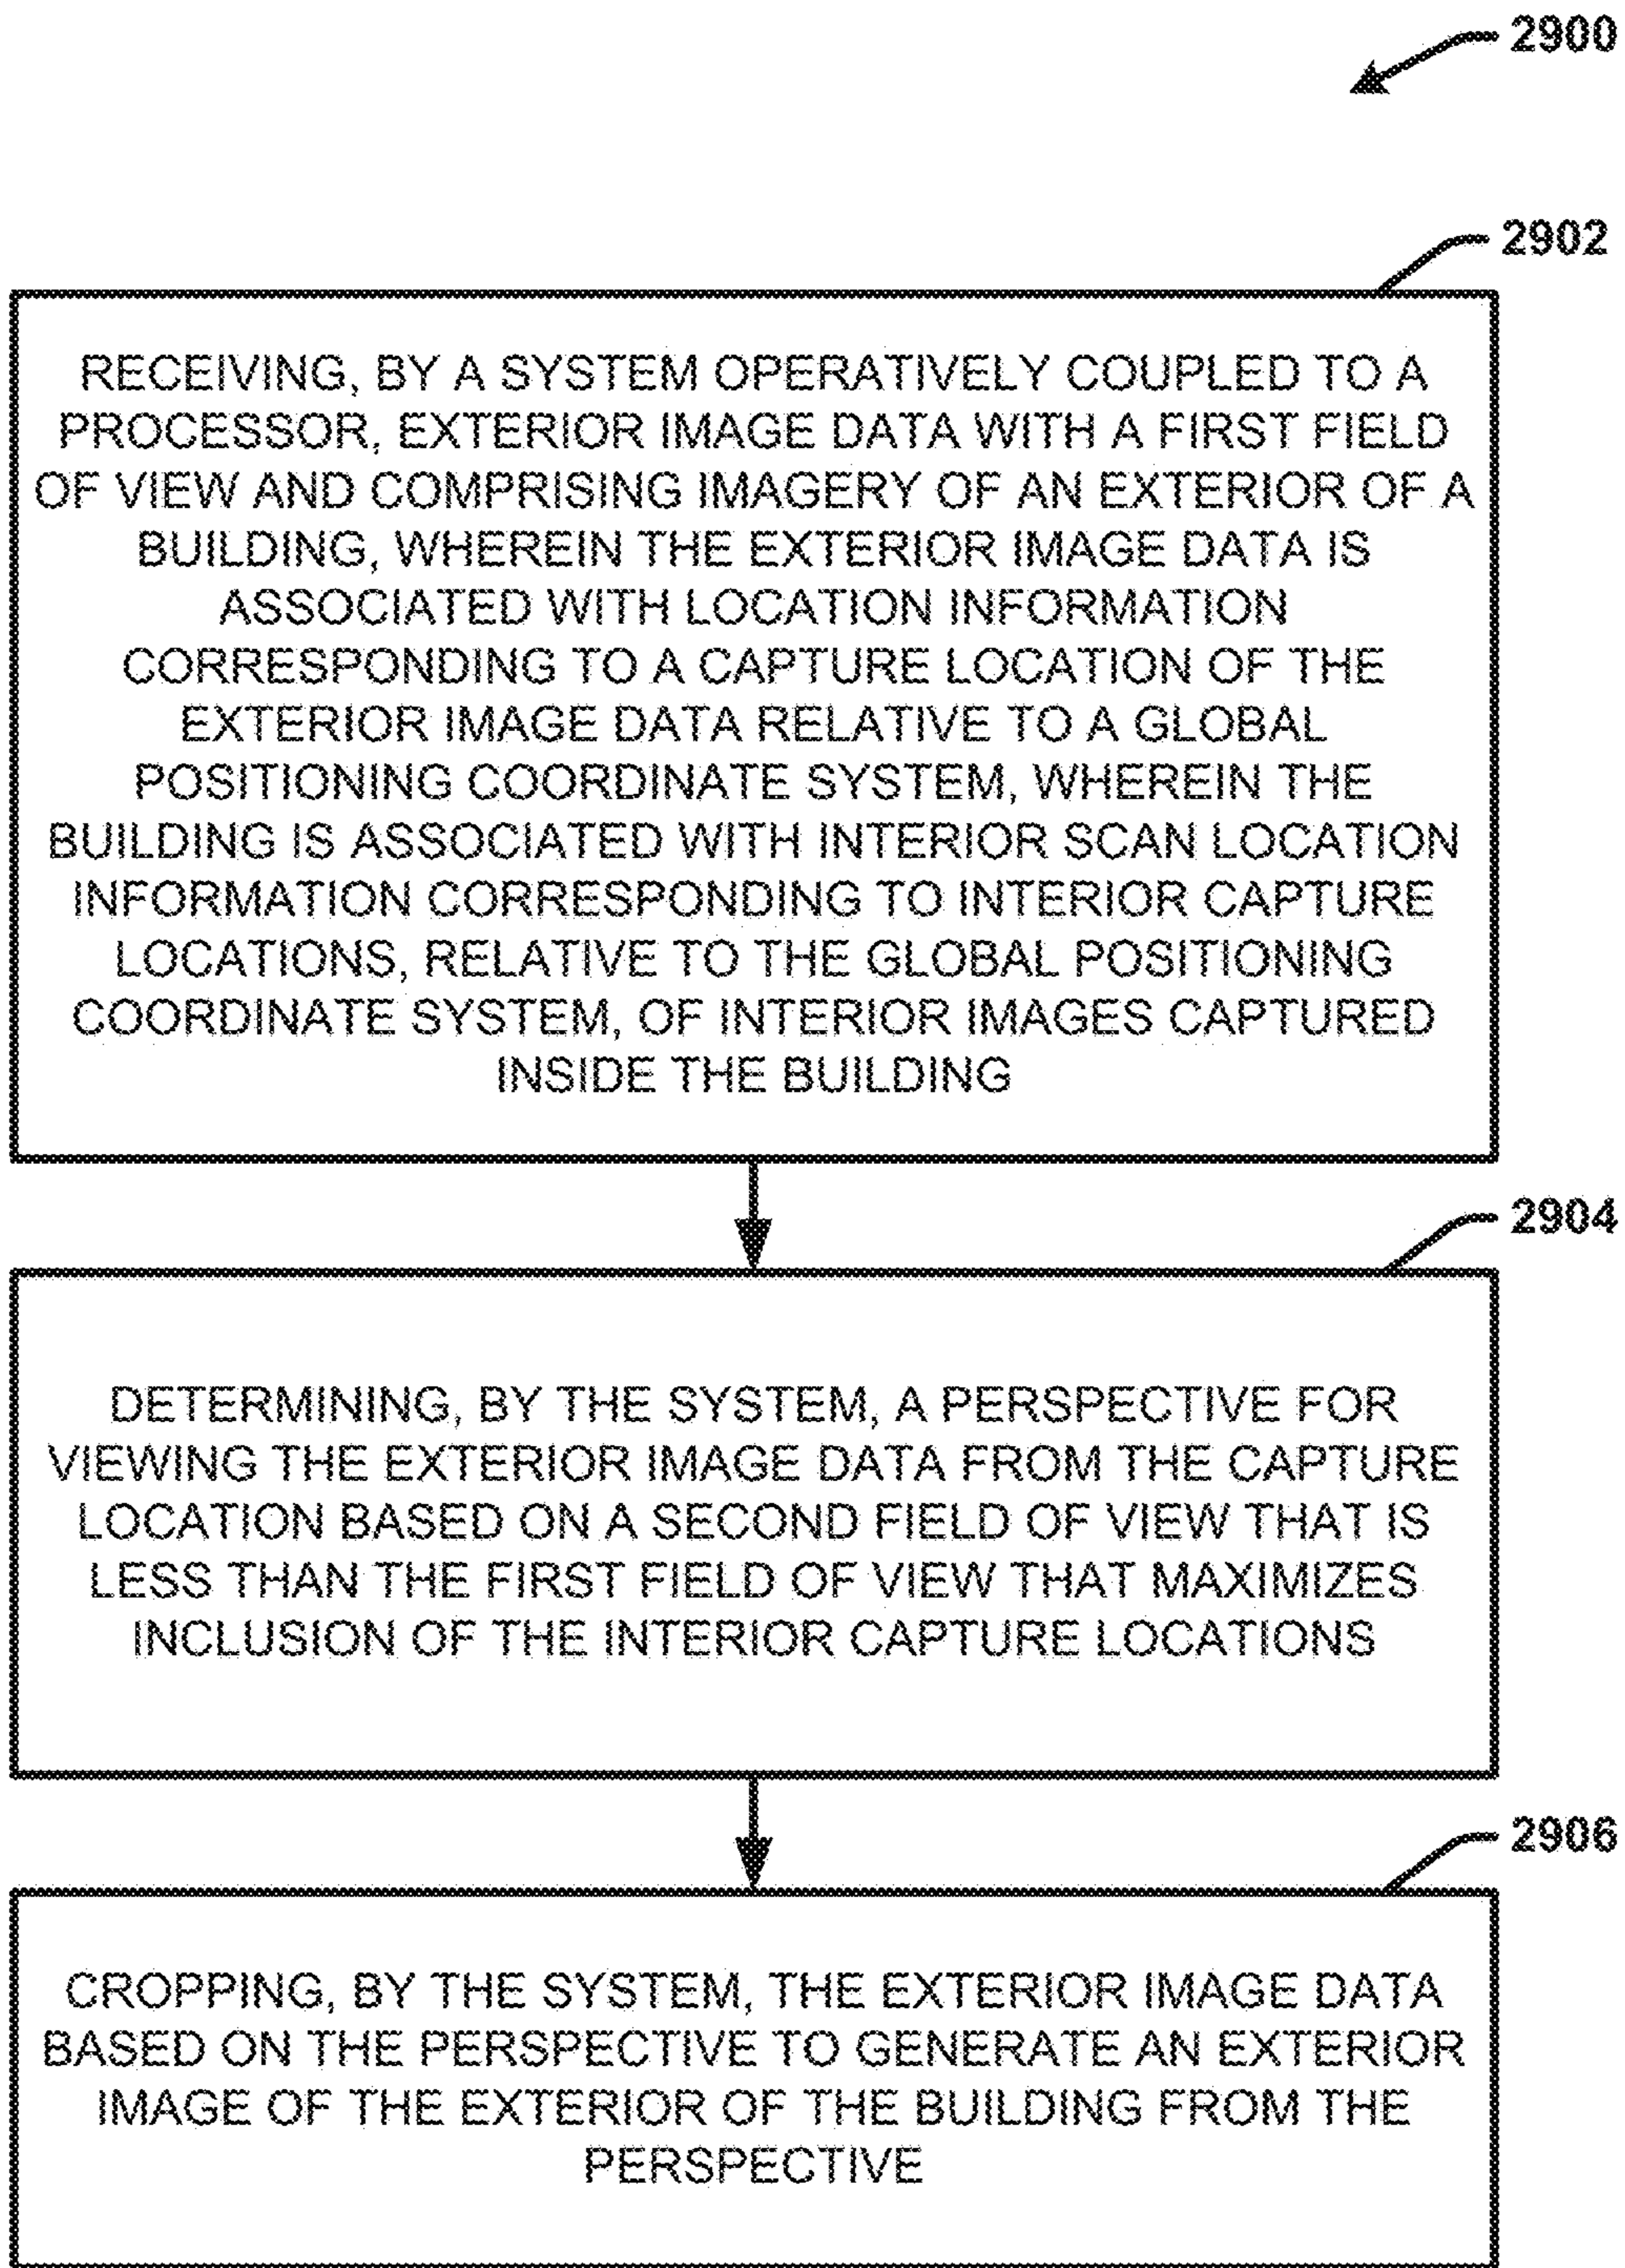 2900
2902
RECEIVING, BY A SYSTEM OPERATIVELY COUPLED TO A
PROCESSOR, EXTERIOR IMAGE DATA WITH A FIRST FIELD
OF VIEW AND COMPRISING IMAGERY OF AN EXTERIOR OF A
BUILDING, WHEREIN THE EXTERIOR IMAGE DATA IS
ASSOCIATED WITH LOCATION INFORMATION
CORRESPONDING TO A CAPTURE LOCATION OF THE
EXTERIOR IMAGE DATA RELATIVE TO A GLOBAL
POSITIONING COORDINATE SYSTEM, WHEREIN THE
BUILDING IS ASSOCIATED WITH INTERIOR SCAN LOCATION
INFORMATION CORRESPONDING TO INTERIOR CAPTURE
LOCATIONS, RELATIVE TO THE GLOBAL POSITIONING
COORDINATE SYSTEM, OF INTERIOR IMAGES CAPTURED
INSIDE THE BUILDING
2904
DETERMINING, BY THE SYSTEM, A PERSPECTIVE FOR
VIEWING THE EXTERIOR IMAGE DATA FROM THE CAPTURE
LOCATION BASED ON A SECOND FIELD OF VIEW THAT IS
LESS THAN THE FIRST FIELD OF VIEW THAT MAXIMIZES
INCLUSION OF THE INTERIOR CAPTURE LOCATIONS
2906
CROPPING, BY THE SYSTEM, THE EXTERIOR IMAGE DATA
BASED ON THE PERSPECTIVE TO GENERATE AN EXTERIOR
IMAGE OF THE EXTERIOR OF THE BUILDING FROM THE
PERSPECTIVE